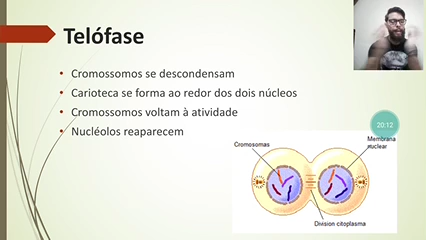 Telófase
Cromossomos se descondensam
Carioteca se forma ao redor dos dois núcleos
Cromossomos voltam à atividade
Nucléolos reaparecem
20:12
Cromosomas
Membrana
nuclear
Division citoplasma